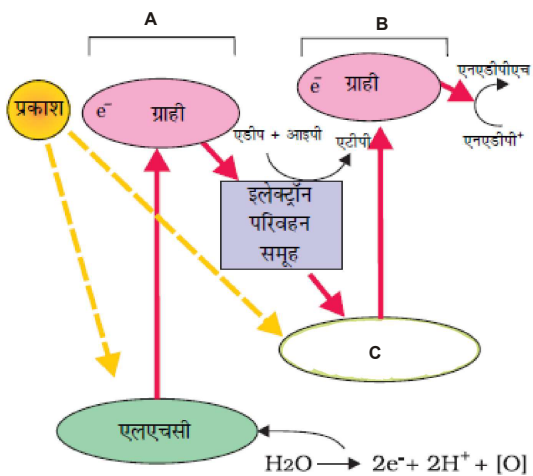 A
B
प्रकाश
e⁻ ग्राही
e⁻ ग्राही
एनएडीपीएच
एनएडीपी⁺
एडीप + आइपी
एटीपी
इलेक्ट्रॉन
परिवहन
समूह
C
एलएचसी
H2O ⟶ 2e⁻+ 2H⁺ + [O]